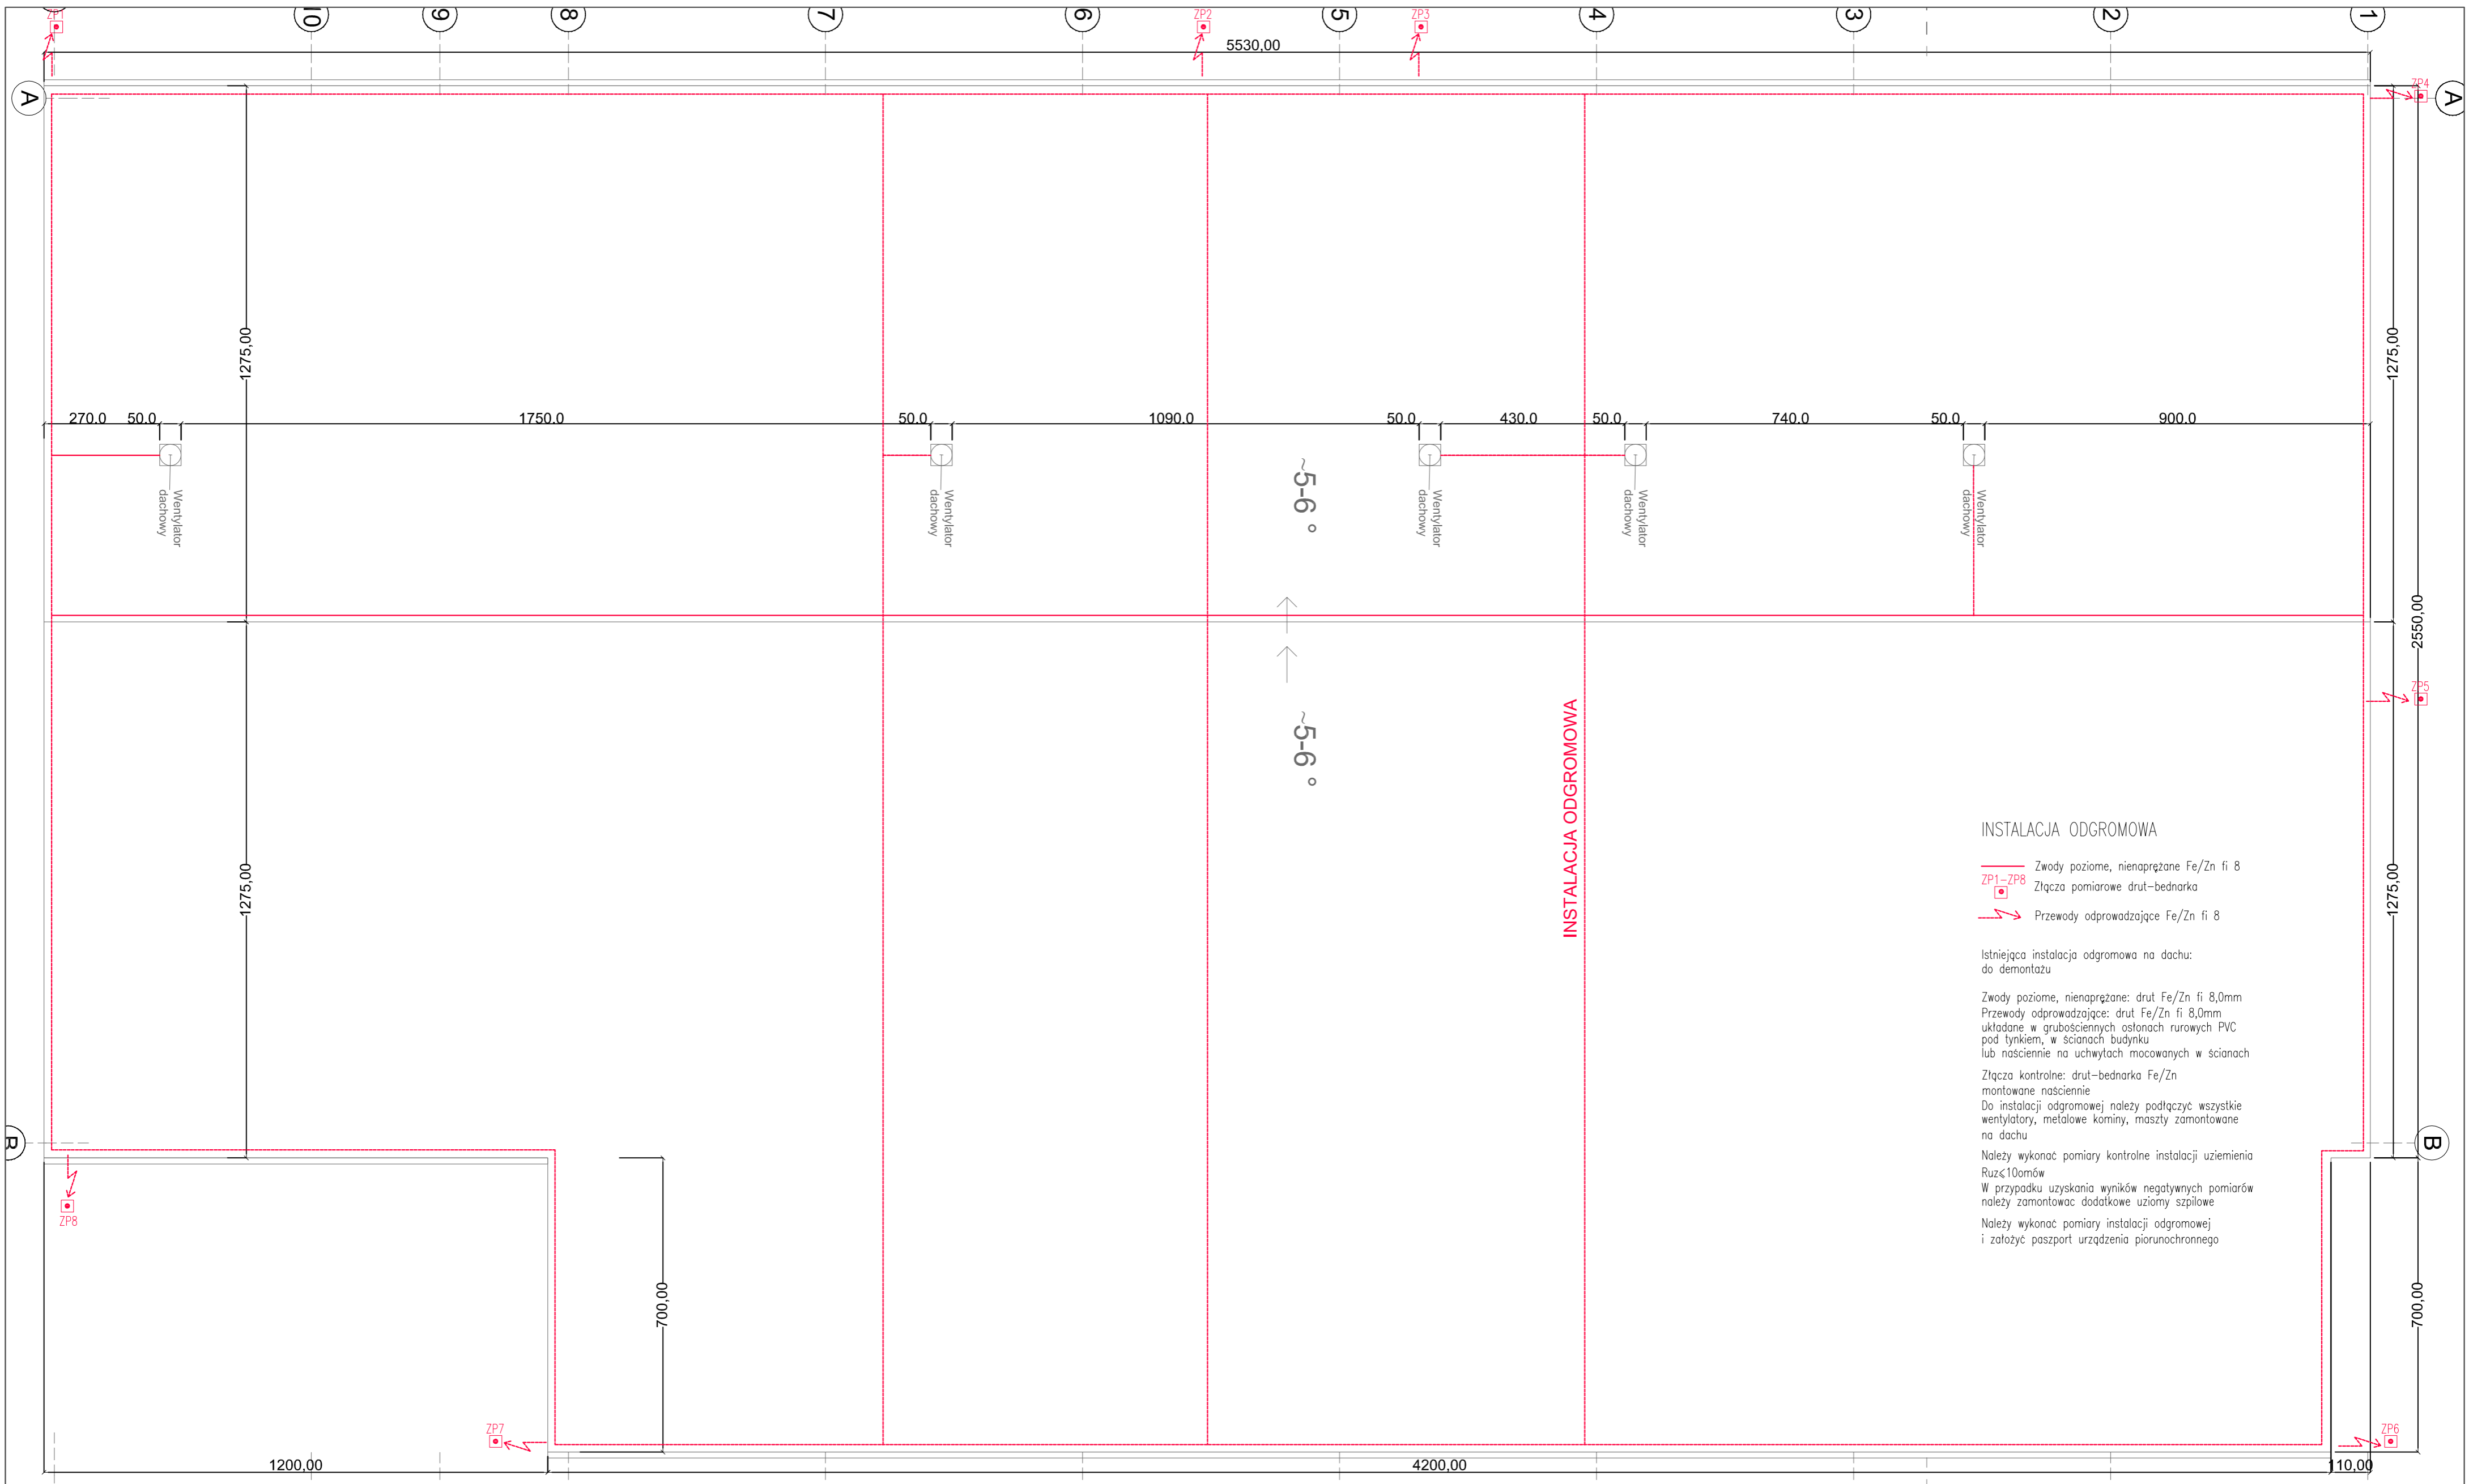 10
9
8
7
6
5
4
3
2
1
ZP1
ZP2
ZP3
5530,00
ZP4
A
A
1275,00
1275,00
270.0
50.0
1750.0
50.0
1090.0
50.0
430.0
50.0
740.0
50.0
900.0
Wentylator
dachowy
Wentylator
dachowy
Wentylator
dachowy
Wentylator
dachowy
Wentylator
dachowy
~5-6 °
2550,00
ZP5
~5-6 °
INSTALACJA ODGROMOWA
1275,00
1275,00
INSTALACJA ODGROMOWA
Zwody poziome, nienaprężane Fe/Zn fi 8
ZP1-ZP8
Złącza pomiarowe drut-bednarka
Przewody odprowadzające Fe/Zn fi 8
Istniejąca instalacja odgromowa na dachu:
do demontażu
Zwody poziome, nienaprężane: drut Fe/Zn fi 8,0mm
Przewody odprowadzające: drut Fe/Zn fi 8,0mm
układane w grubościennych osłonach rurowych PVC
pod tynkiem, w ścianach budynku
lub naściennie na uchwytach mocowanych w ścianach
Złącza kontrolne: drut-bednarka Fe/Zn
montowane naściennie
Do instalacji odgromowej należy podłączyć wszystkie
wentylatory, metalowe kominy, maszty zamontowane
na dachu
Należy wykonać pomiary kontrolne instalacji uziemienia
Ruz≤10omów
W przypadku uzyskania wyników negatywnych pomiarów
należy zamontowac dodatkowe uziomy szpilowe
Należy wykonać pomiary instalacji odgromowej
i założyć paszport urządzenia piorunochronnego
B
B
ZP8
700,00
700,00
ZP7
ZP6
1200,00
4200,00
110,00